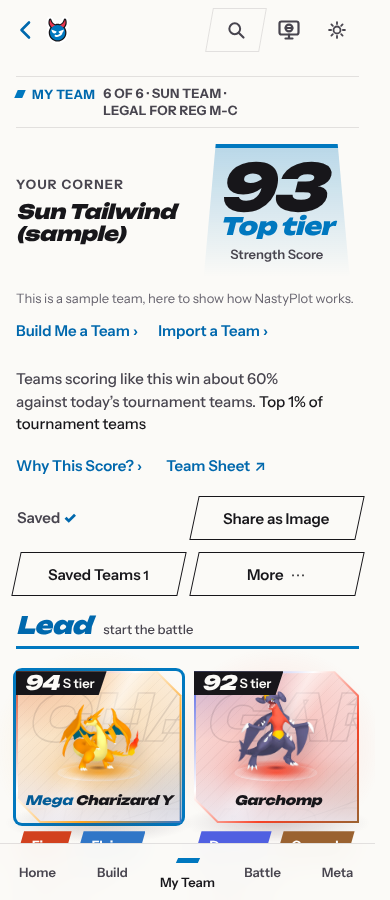 MY TEAM 6 OF 6 · SUN TEAM ·
LEGAL FOR REG M-C
YOUR CORNER
Sun Tailwind
(sample)
93
Top tier
Strength Score
This is a sample team, here to show how NastyPlot works.
Build Me a Team › Import a Team ›
Teams scoring like this win about 60%
against today's tournament teams. Top 1% of
tournament teams
Why This Score? › Team Sheet ↗
Saved ✓ Share as Image
Saved Teams 1 More ···
Lead start the battle
94 S tier 92 S tier
Mega Charizard Y Garchomp
Home Build My Team Battle Meta